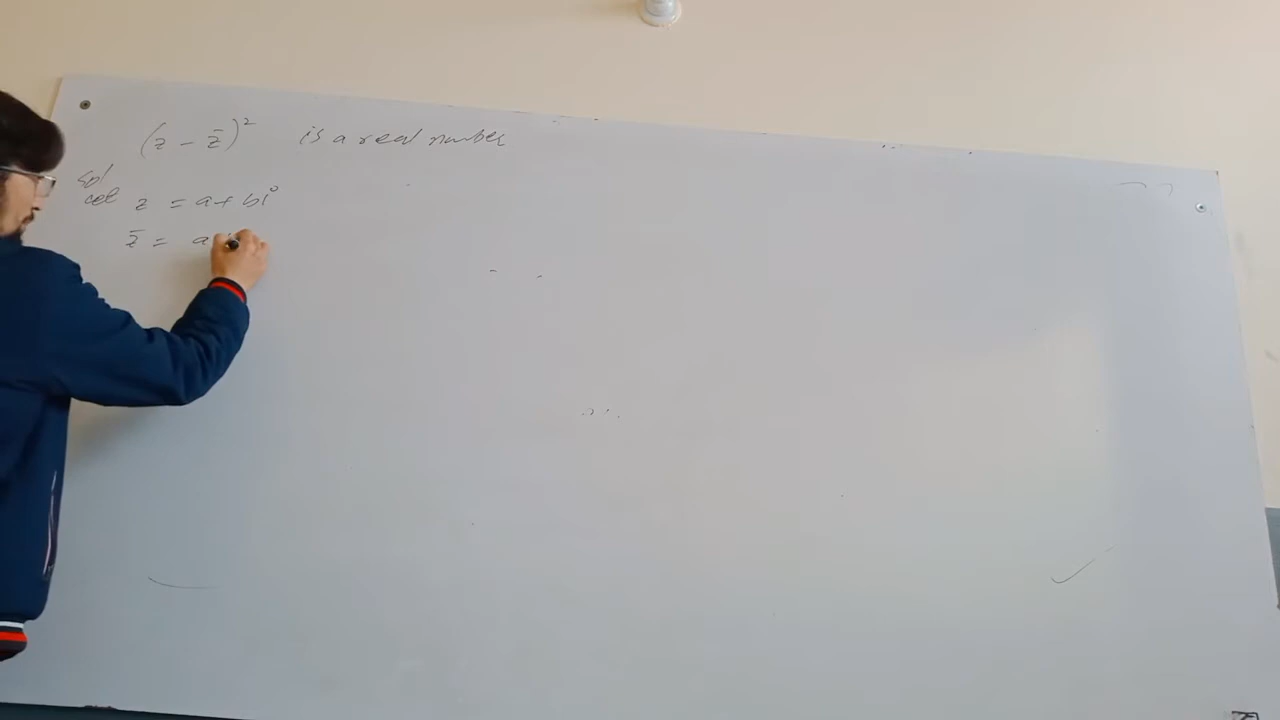 (z - z̄)² is a real number
Sol
let z = a + bi
z̄ = a